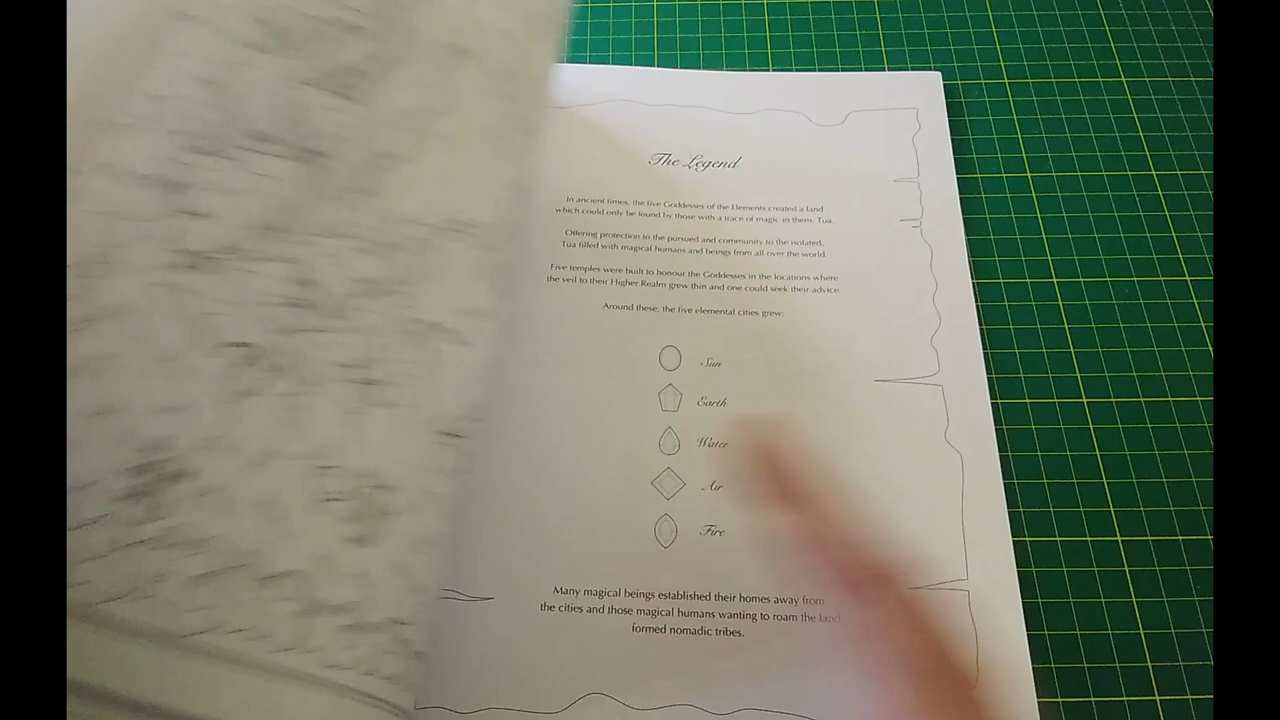 The Legend
In ancient times, the five Goddesses of the Elements created a land
which could only be found by those with a trace of magic in them: Tua.
Offering protection to the pursued and community to the isolated,
Tua filled with magical humans and beings from all over the world.
Five temples were built to honour the Goddesses in the locations where
the veil to their Higher Realm grew thin and one could seek their advice.
Around these, the five elemental cities grew:
Sun
Earth
Water
Air
Fire
Many magical beings established their homes away from
the cities and those magical humans wanting to roam the land
formed nomadic tribes.